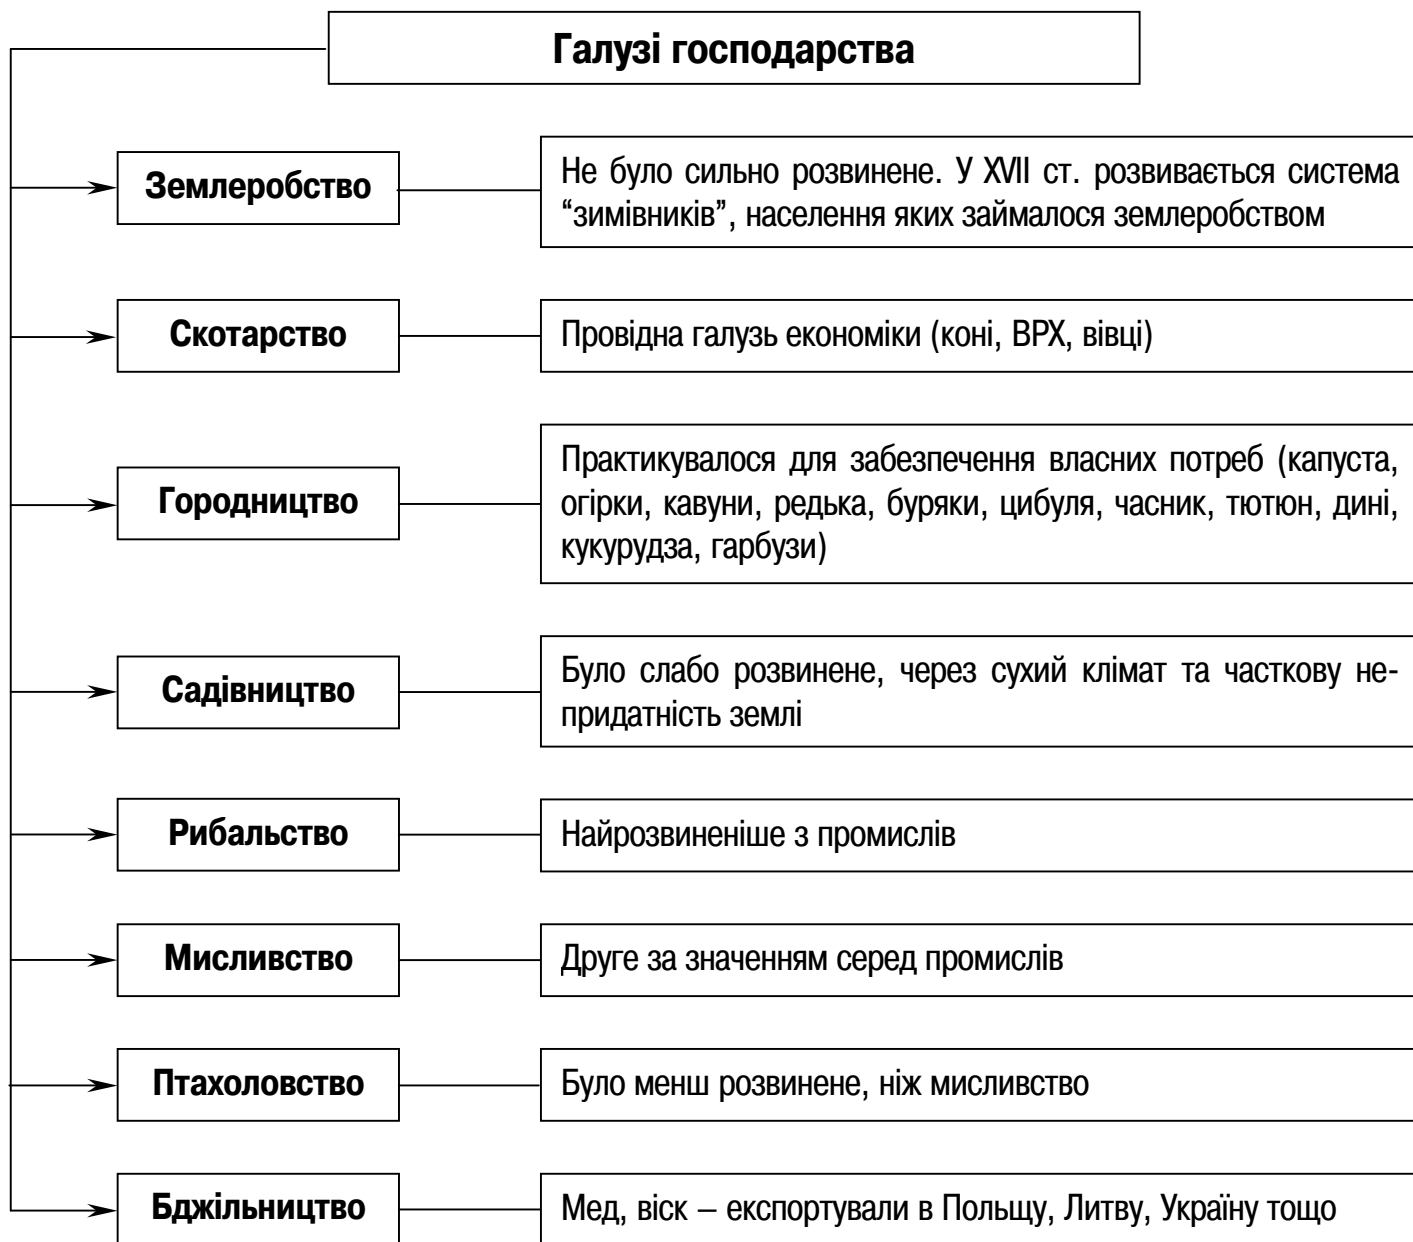 Галузі господарства
Землеробство
Не було сильно розвинене. У XVII ст. розвивається система
“зимівників”, населення яких займалося землеробством
Скотарство
Провідна галузь економіки (коні, ВРХ, вівці)
Городництво
Практикувалося для забезпечення власних потреб (капуста,
огірки, кавуни, редька, буряки, цибуля, часник, тютюн, дині,
кукурудза, гарбузи)
Садівництво
Було слабо розвинене, через сухий клімат та часткову не-
придатність землі
Рибальство
Найрозвиненіше з промислів
Мисливство
Друге за значенням серед промислів
Птахоловство
Було менш розвинене, ніж мисливство
Бджільництво
Мед, віск – експортували в Польщу, Литву, Україну тощо